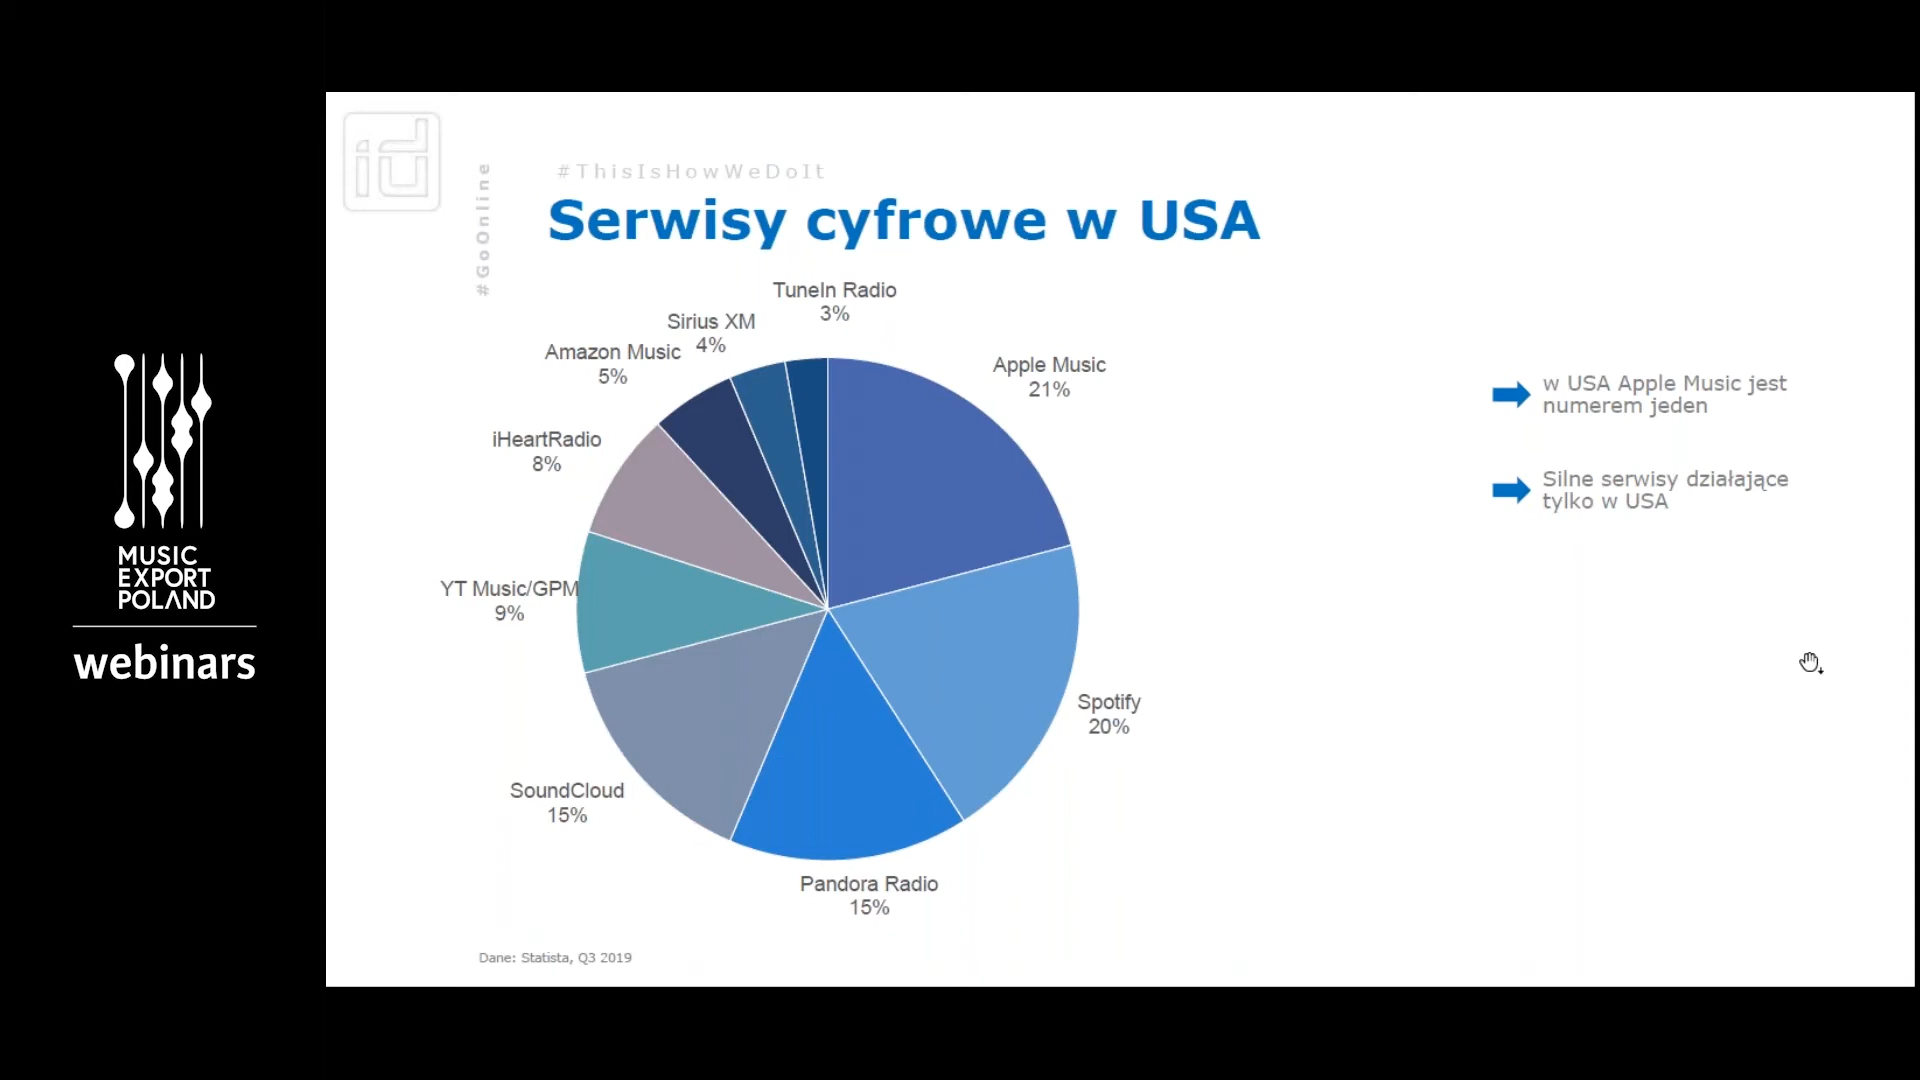 MUSIC
EXPORT
POLAND
webinars
id
#GoOnline
#ThisIsHowWeDoIt
Serwisy cyfrowe w USA
TuneIn Radio
3%
Sirius XM
4%
Amazon Music
5%
Apple Music
21%
iHeartRadio
8%
YT Music/GPM
9%
Spotify
20%
SoundCloud
15%
Pandora Radio
15%
w USA Apple Music jest
numerem jeden
Silne serwisy działające
tylko w USA
Dane: Statista, Q3 2019